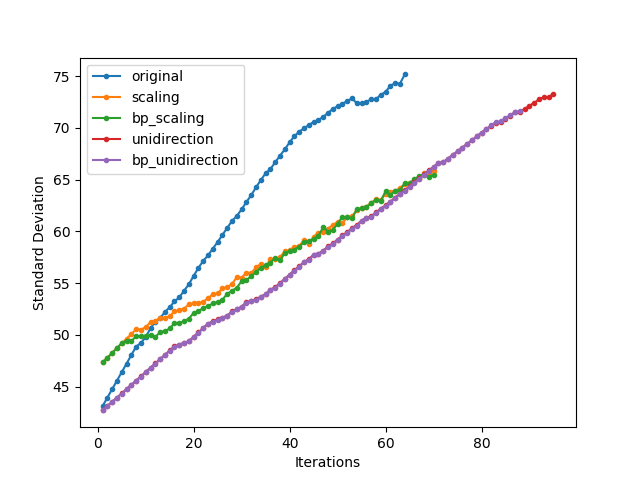 original
scaling
bp_scaling
unidirection
bp_unidirection
75
70
65
60
55
50
45
Standard Deviation
0 20 40 60 80
Iterations